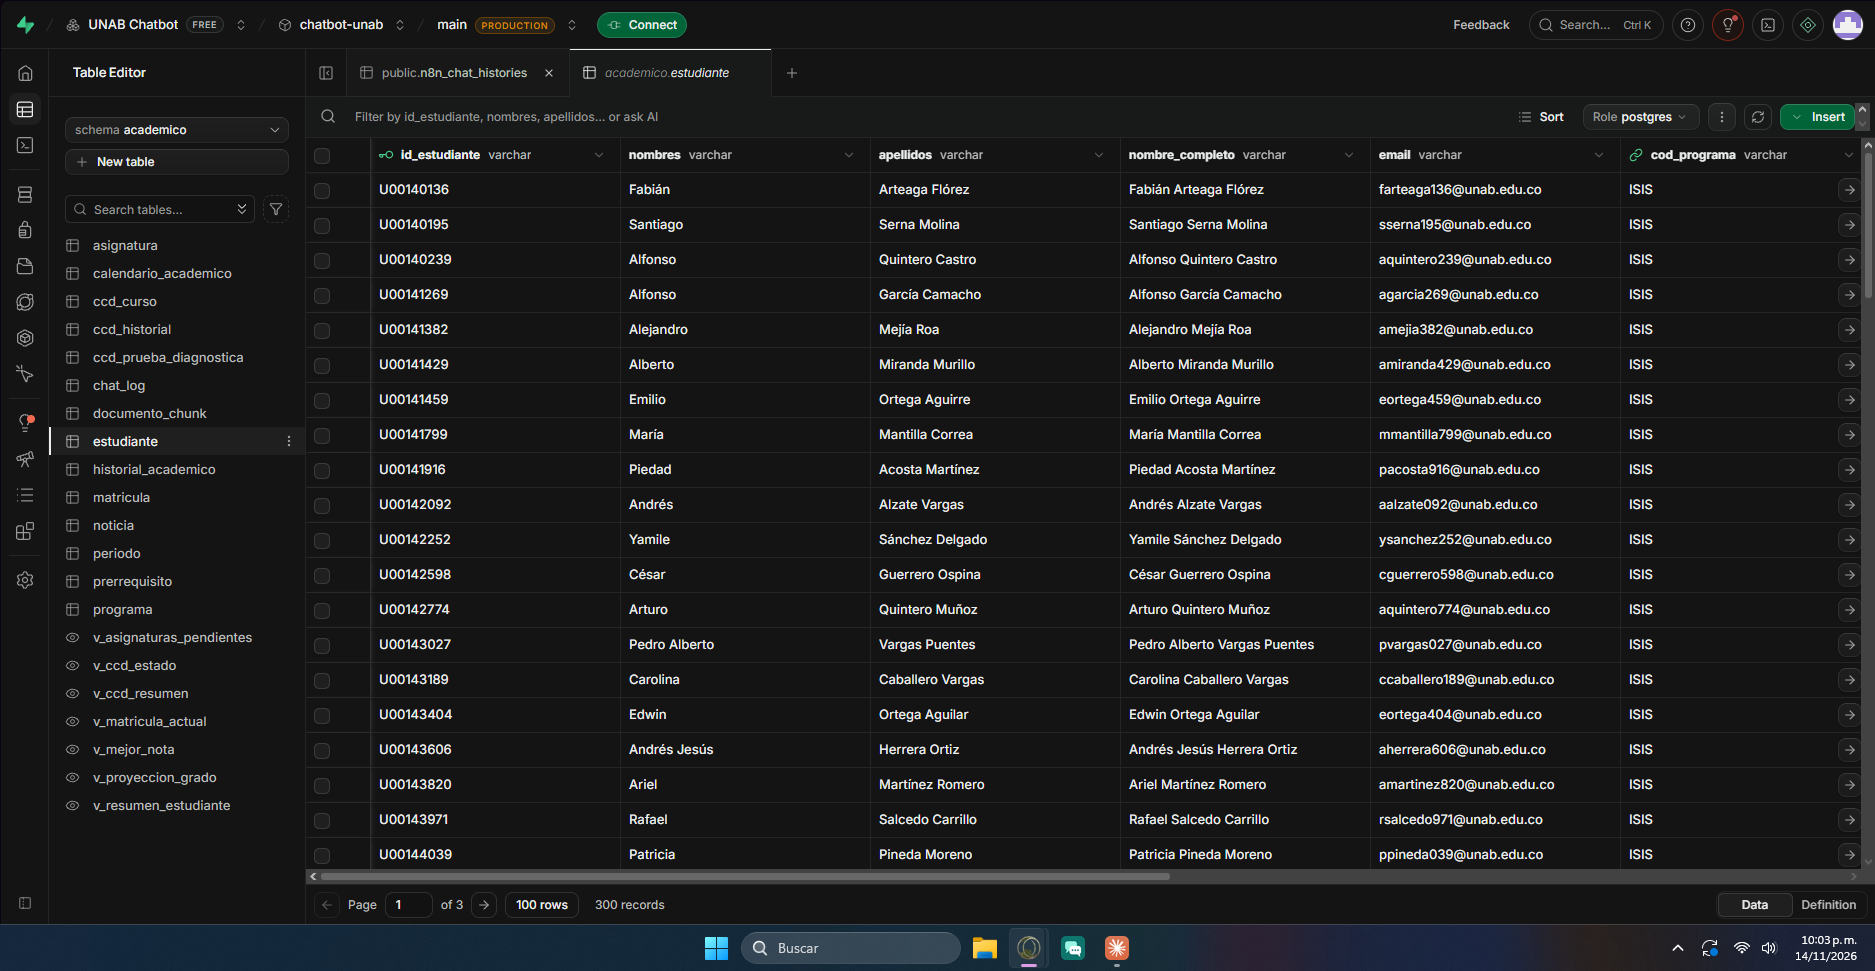 UNAB Chatbot FREE chatbot-unab main PRODUCTION Connect Feedback Search... Ctrl K
Table Editor
public.n8n_chat_histories
academico.estudiante
schema academico
New table
Search tables...
asignatura
calendario_academico
ccd_curso
ccd_historial
ccd_prueba_diagnostica
chat_log
documento_chunk
estudiante
historial_academico
matricula
noticia
periodo
prerrequisito
programa
v_asignaturas_pendientes
v_ccd_estado
v_ccd_resumen
v_matricula_actual
v_mejor_nota
v_proyeccion_grado
v_resumen_estudiante
Filter by id_estudiante, nombres, apellidos... or ask AI Sort Role postgres Insert
id_estudiante varchar nombres varchar apellidos varchar nombre_completo varchar email varchar cod_programa varchar
U00140136 Fabián Arteaga Flórez Fabián Arteaga Flórez farteaga136@unab.edu.co ISIS
U00140195 Santiago Serna Molina Santiago Serna Molina sserna195@unab.edu.co ISIS
U00140239 Alfonso Quintero Castro Alfonso Quintero Castro aquintero239@unab.edu.co ISIS
U00141269 Alfonso García Camacho Alfonso García Camacho agarcia269@unab.edu.co ISIS
U00141382 Alejandro Mejía Roa Alejandro Mejía Roa amejia382@unab.edu.co ISIS
U00141429 Alberto Miranda Murillo Alberto Miranda Murillo amiranda429@unab.edu.co ISIS
U00141459 Emilio Ortega Aguirre Emilio Ortega Aguirre eortega459@unab.edu.co ISIS
U00141799 María Mantilla Correa María Mantilla Correa mmantilla799@unab.edu.co ISIS
U00141916 Piedad Acosta Martínez Piedad Acosta Martínez pacosta916@unab.edu.co ISIS
U00142092 Andrés Alzate Vargas Andrés Alzate Vargas aalzate092@unab.edu.co ISIS
U00142252 Yamile Sánchez Delgado Yamile Sánchez Delgado ysanchez252@unab.edu.co ISIS
U00142598 César Guerrero Ospina César Guerrero Ospina cguerrero598@unab.edu.co ISIS
U00142774 Arturo Quintero Muñoz Arturo Quintero Muñoz aquintero774@unab.edu.co ISIS
U00143027 Pedro Alberto Vargas Puentes Pedro Alberto Vargas Puentes pvargas027@unab.edu.co ISIS
U00143189 Carolina Caballero Vargas Carolina Caballero Vargas ccaballero189@unab.edu.co ISIS
U00143404 Edwin Ortega Aguilar Edwin Ortega Aguilar eortega404@unab.edu.co ISIS
U00143606 Andrés Jesús Herrera Ortiz Andrés Jesús Herrera Ortiz aherrera606@unab.edu.co ISIS
U00143820 Ariel Martínez Romero Ariel Martínez Romero amartinez820@unab.edu.co ISIS
U00143971 Rafael Salcedo Carrillo Rafael Salcedo Carrillo rsalcedo971@unab.edu.co ISIS
U00144039 Patricia Pineda Moreno Patricia Pineda Moreno ppineda039@unab.edu.co ISIS
Page 1 of 3 100 rows 300 records Data Definition
Buscar
10:03 p. m.
14/11/2026